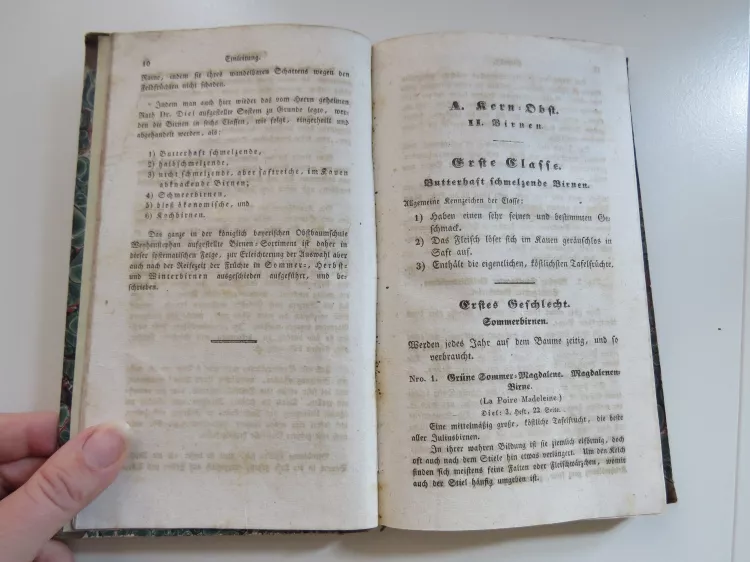 10 Einleitung.
Räume, indem sie ihres wandelbaren Schattens wegen den
Feldfrüchten nicht schaden.
Indem man auch hier wieder das vom Herrn geheimen
Rath Dr. Diel aufgestellte System zu Grunde legte, wer-
den die Birnen in sechs Classen, wie folgt, eingetheilt und
abgehandelt werden, als:
1) Butterhaft schmelzende,
2) halbschmelzende,
3) nicht schmelzende, aber saftreiche, im Kauen
abknackende Birnen;
4) Schmeerbirnen,
5) dieß ökonomische, und
6) Kochbirnen.
Das ganze in der königlich bayerischen Obstbaumschule
Weyhenstephan aufgestellte Birnen-Sortiment ist daher in
dieser systematischen Folge, zur Erleichterung der Auswahl aber
auch nach der Reifezeit der Früchte in Sommer-, Herbst-
und Winterbirnen ausgeschieden aufgeführt, und be-
schrieben.
A. Kern-Obst.
II. Birnen.
Erste Classe.
Butterhaft schmelzende Birnen.
Allgemeine Kennzeichen der Classe:
1) Haben einen sehr feinen und bestimmten Ge-
schmack.
2) Das Fleisch löset sich im Kauen geräuschlos in
Saft auf.
3) Enthält die eigentlichen, köstlichsten Tafelfrüchte.
Erstes Geschlecht.
Sommerbirnen.
Werden jedes Jahr auf dem Baume zeitig, und so
verbraucht.
Nro. 1. Grüne Sommer-Magdalene. Magdalenen-
Birne.
(La Poire Madeleine.)
Diel: 3. Heft, 22 Seite.
Eine mittelmäßig große, köstliche Tafelfrucht, die beste
aller Juliusbirnen.
In ihrer wahren Bildung ist sie ziemlich eiförmig, doch
oft auch nach dem Stiele hin etwas verlängert. Um den Kelch
finden sich meistens feine Falten oder Fleischwärzchen, womit
auch der Stiel häufig umgeben ist.